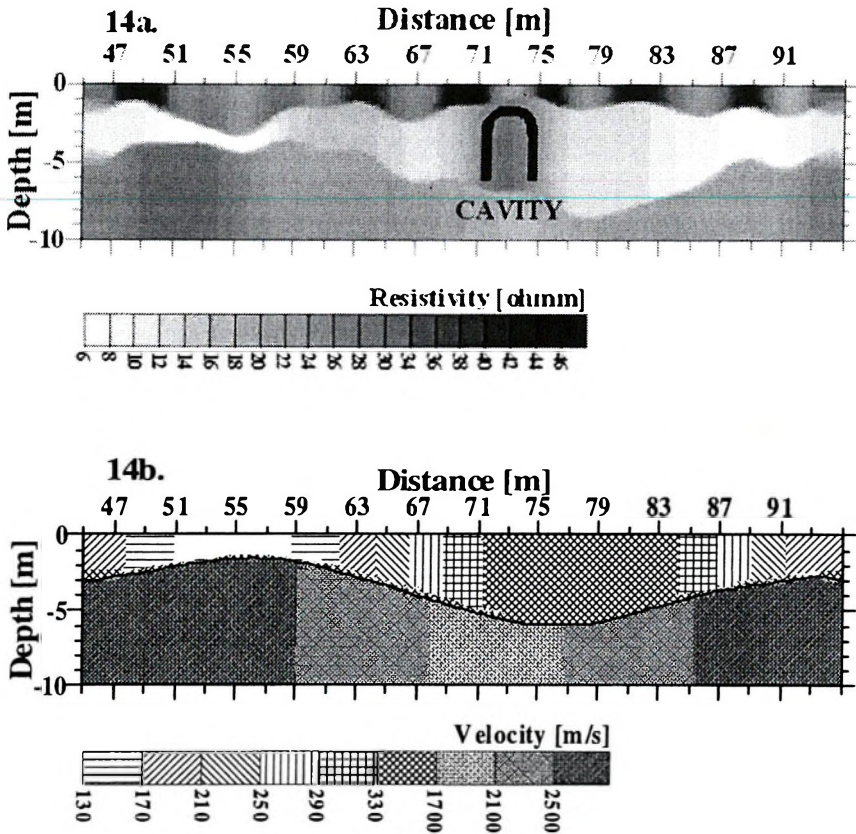 14a.
Distance [m]
47 51 55 59 63 67 71 75 79 83 87 91
Depth [m]
0
-5
-10
CAVITY
Resistivity [ohmm]
6 8 10 12 14 16 18 20 22 24 26 28 30 32 34 36 38 40 42 44 46
14b.
Distance [m]
47 51 55 59 63 67 71 75 79 83 87 91
Depth [m]
0
-5
-10
Velocity [m/s]
130 170 210 250 290 330 1700 2100 2500